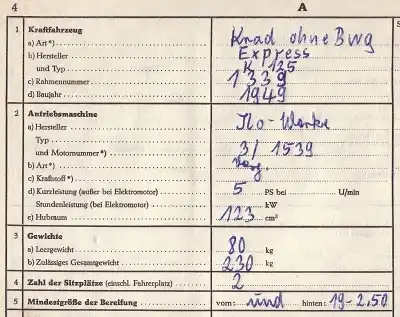 4 A
1 Kraftfahrzeug
a) Art*) Krad ohne Bwg
b) Hersteller Express
und Typ K 125
c) Rahmennummer 1339
d) Baujahr 1949
2 Antriebsmaschine
a) Hersteller Ilo-Werke
Typ
und Motornummer*) 3/ 1539
b) Art*) Verg.
c) Kraftstoff*)
d) Kurzleistung (außer bei Elektromotor) 5 PS bei U/min
Stundenleistung (bei Elektromotor) kW
e) Hubraum 123 cm³
3 Gewichte
a) Leergewicht 80 kg
b) Zulässiges Gesamtgewicht 230 kg
4 Zahl der Sitzplätze (einschl. Fahrerplatz) 2
5 Mindestgröße der Bereifung vom: und hinten: 19-2.50